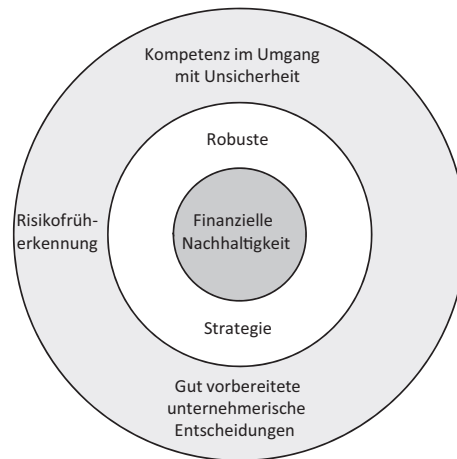 Kompetenz im Umgang
mit Unsicherheit
Robuste
Risikofrüh-
erkennung
Finanzielle
Nachhaltigkeit
Strategie
Gut vorbereitete
unternehmerische
Entscheidungen